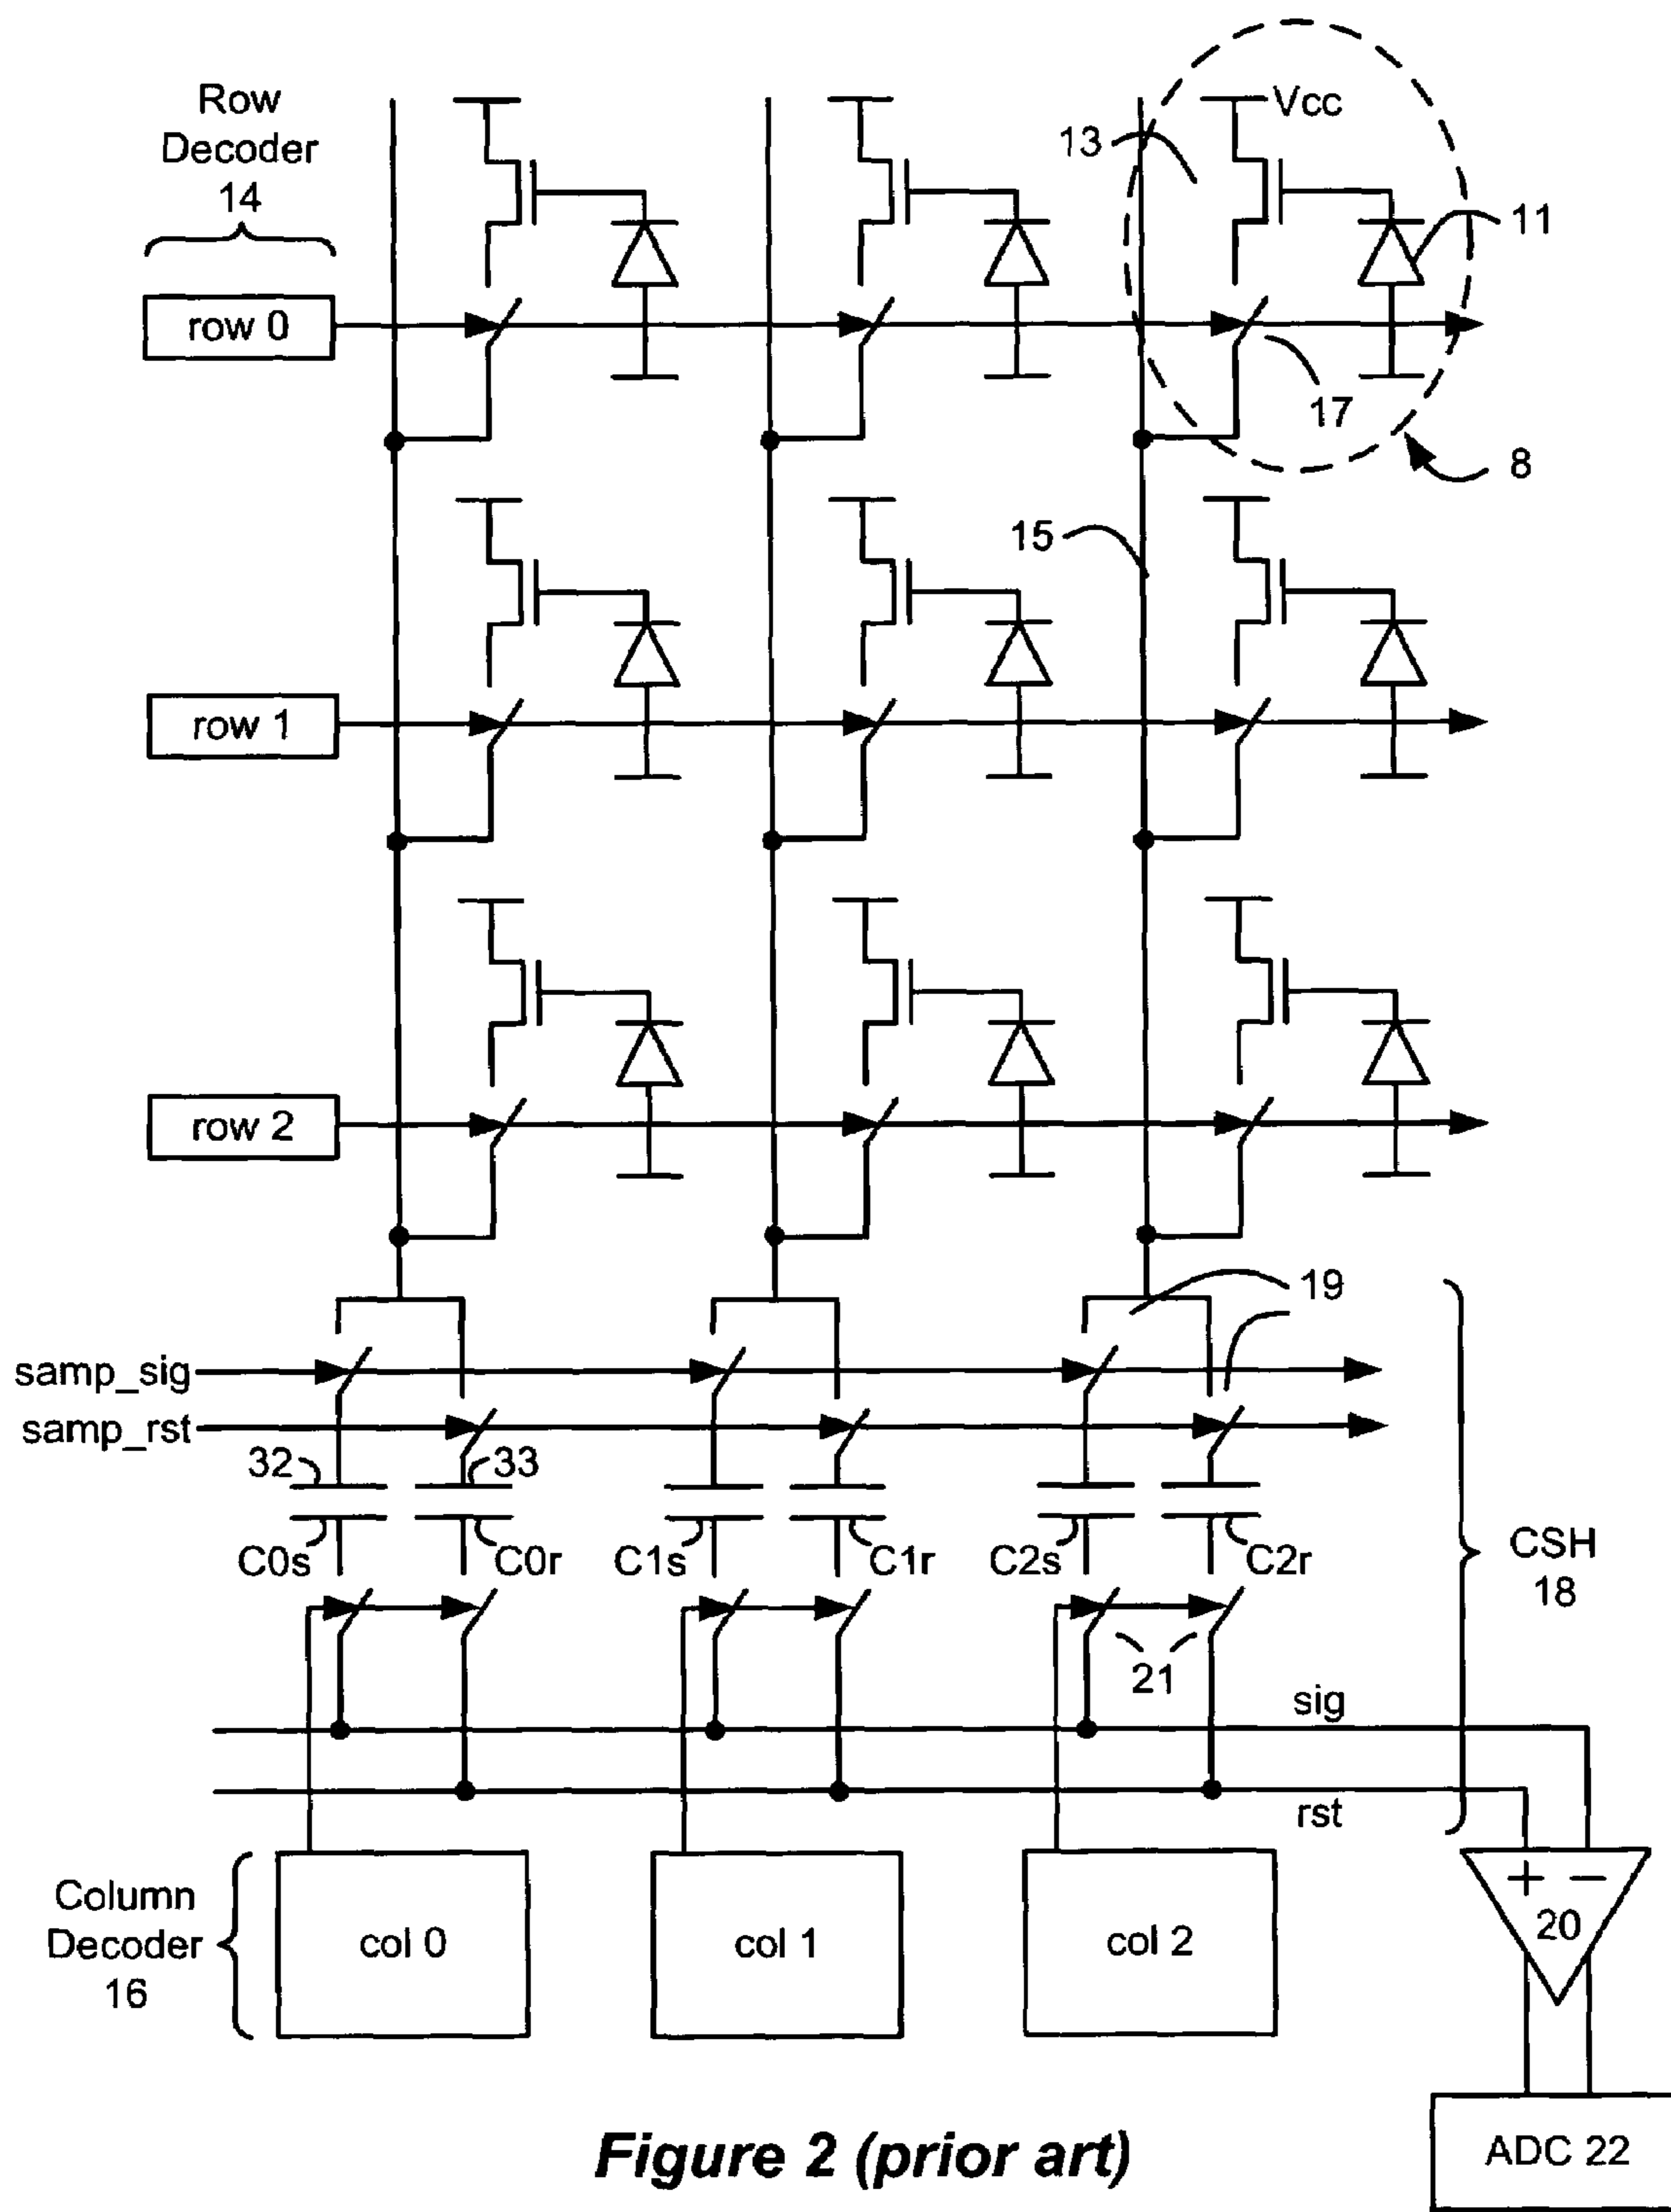 Row
Decoder
14
Vcc
13
11
row 0
17
8
15
row 1
row 2
19
samp_sig
samp_rst
32
33
C0s
C0r
C1s
C1r
C2s
C2r
CSH
18
21
sig
rst
Column
Decoder
16
col 0
col 1
col 2
+ −
20
ADC 22
Figure 2 (prior art)